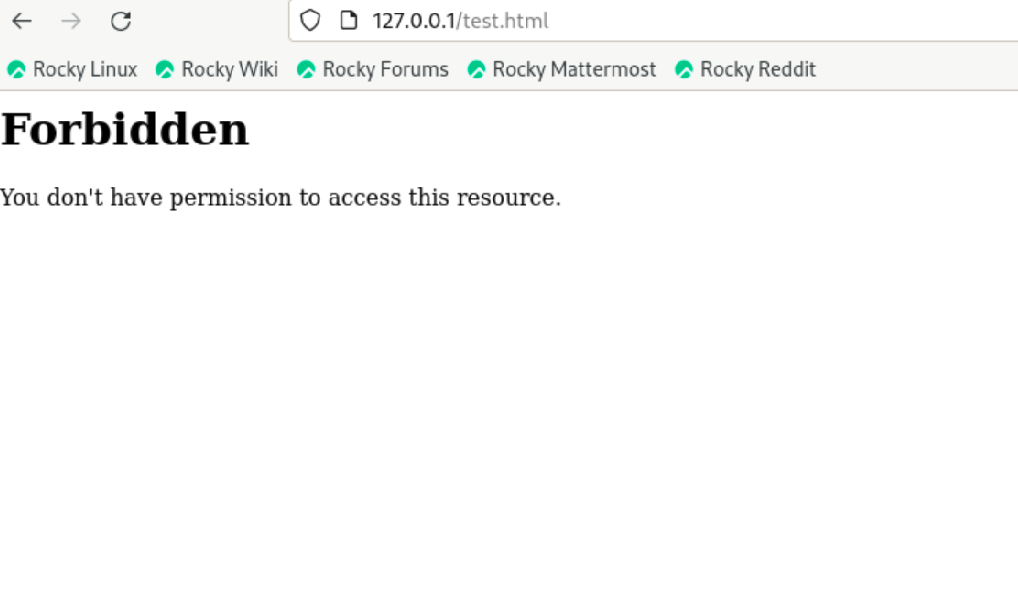 127.0.0.1/test.html
Rocky Linux Rocky Wiki Rocky Forums Rocky Mattermost Rocky Reddit
Forbidden
You don't have permission to access this resource.